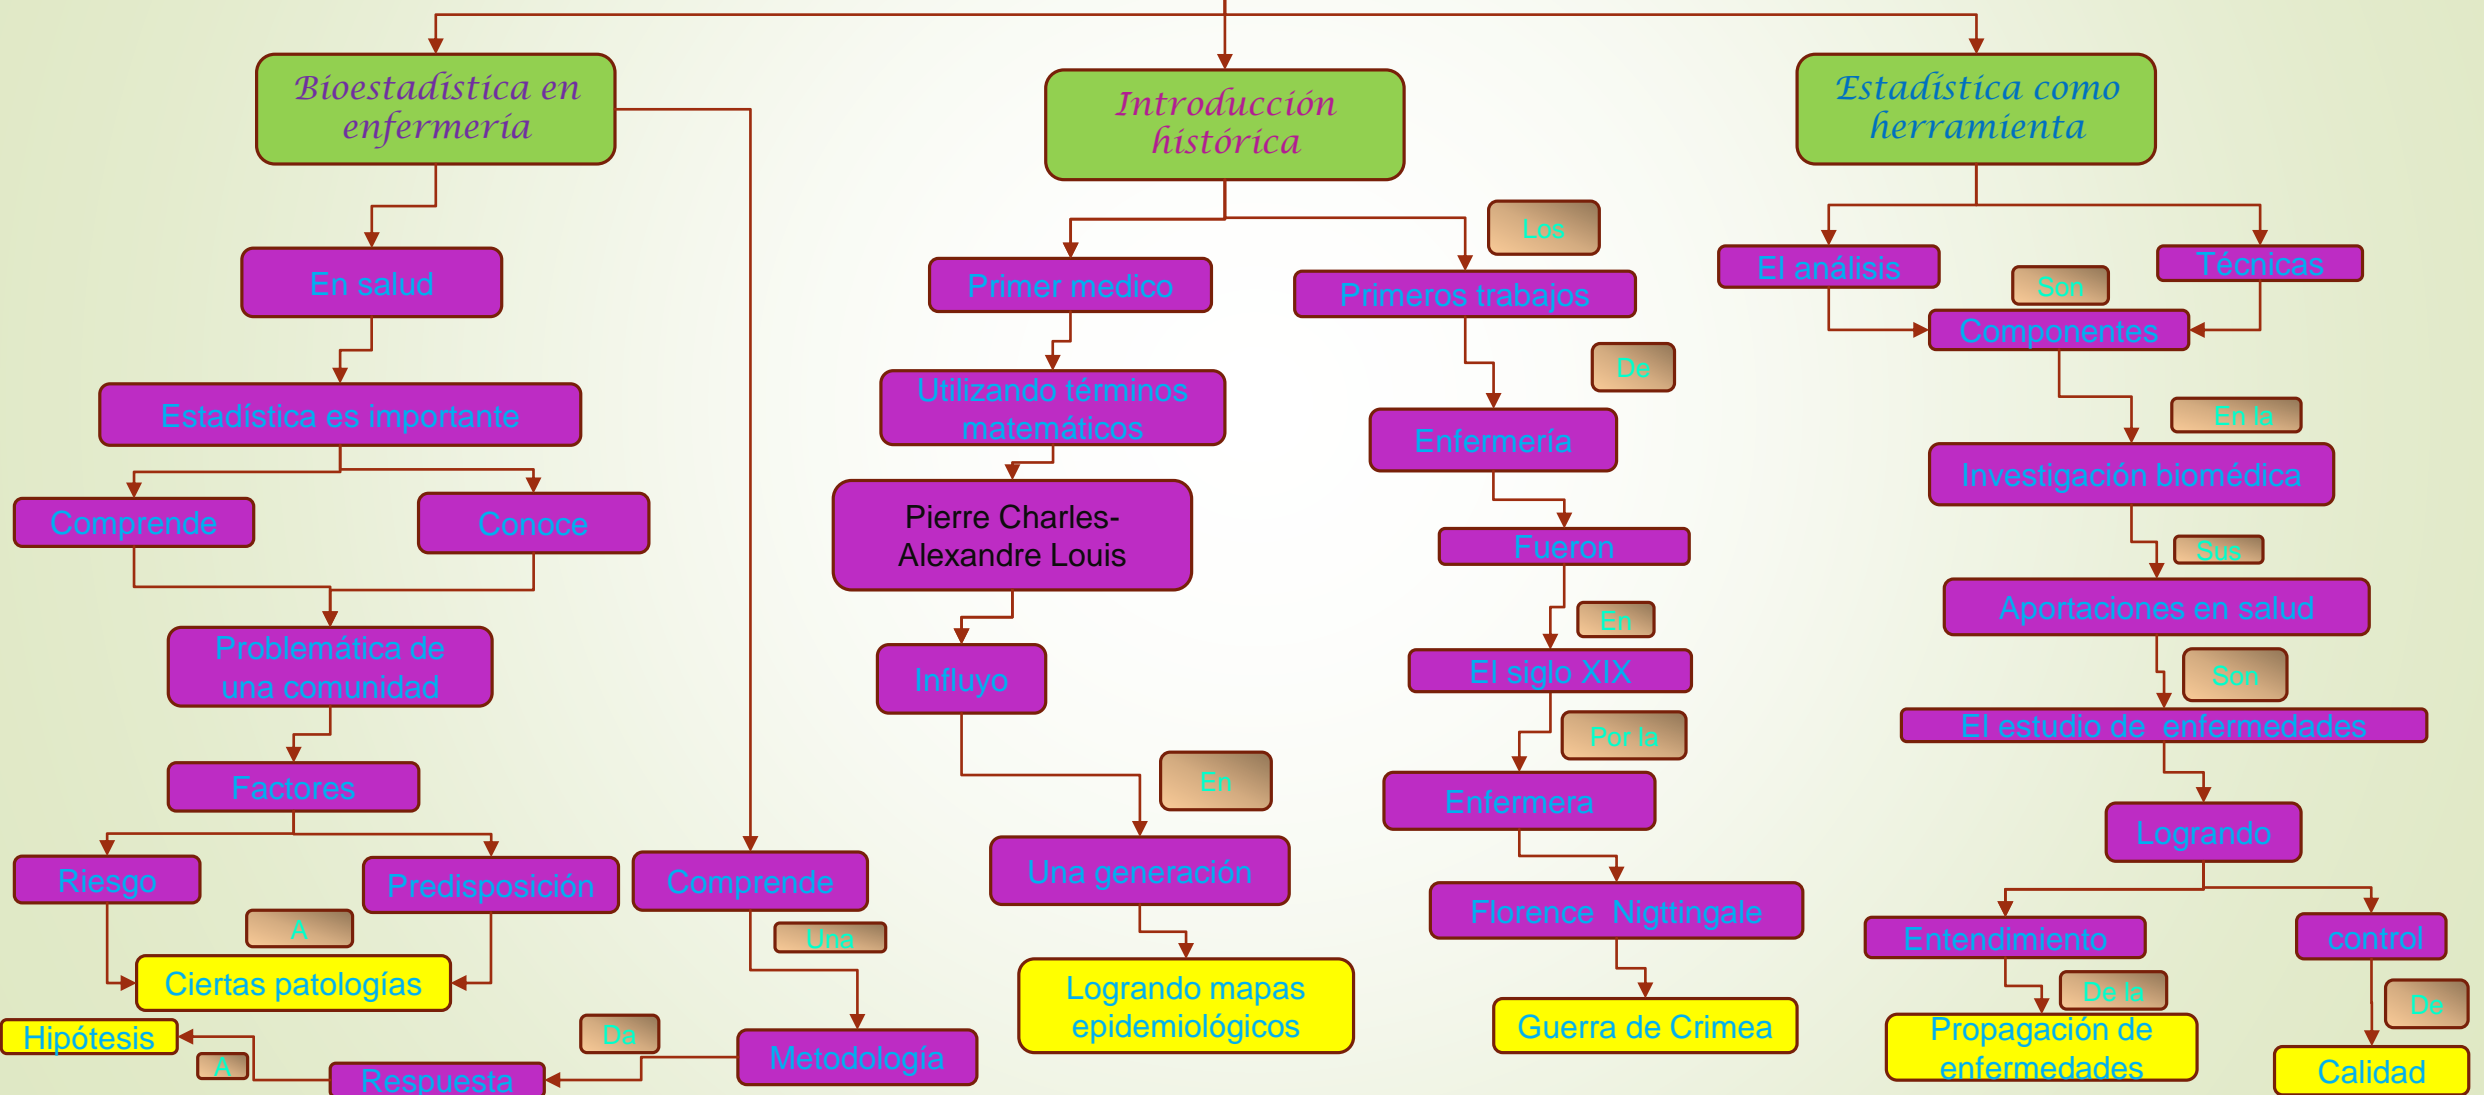 Bioestadística en
enfermería
En salud
Estadística es importante
Comprende
Conoce
Problemática de
una comunidad
Factores
Riesgo
Predisposición
A
Ciertas patologías
Comprende
Una
Metodología
Da
Respuesta
A
Hipótesis
Introducción
histórica
Primer medico
Utilizando términos
matemáticos
Pierre Charles-
Alexandre Louis
Influyo
En
Una generación
Logrando mapas
epidemiológicos
Los
Primeros trabajos
De
Enfermería
Fueron
En
El siglo XIX
Por la
Enfermera
Florence Nigttingale
Guerra de Crimea
Estadística como
herramienta
El análisis
Técnicas
Son
Componentes
En la
Investigación biomédica
Sus
Aportaciones en salud
Son
El estudio de enfermedades
Logrando
Entendimiento
De la
Propagación de
enfermedades
control
De
Calidad